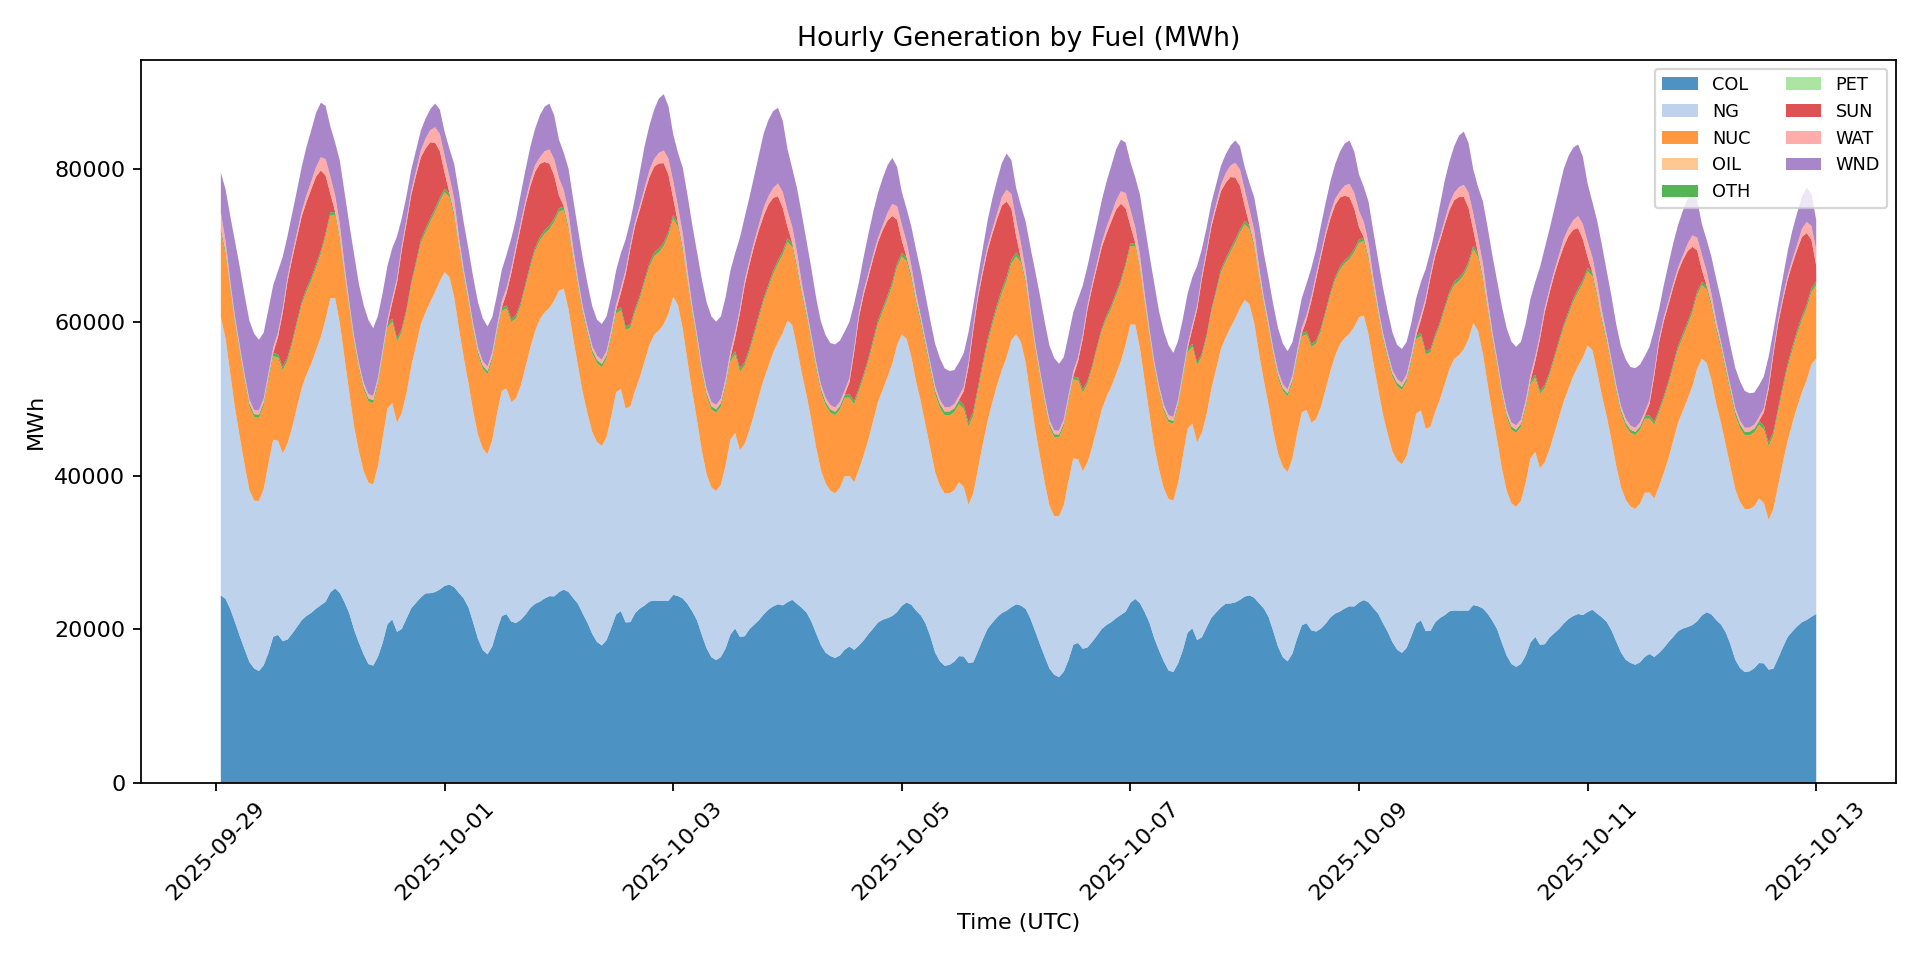 Hourly Generation by Fuel (MWh)
COL
NG
NUC
OIL
OTH
PET
SUN
WAT
WND
MWh
80000
60000
40000
20000
0
2025-09-29
2025-10-01
2025-10-03
2025-10-05
2025-10-07
2025-10-09
2025-10-11
2025-10-13
Time (UTC)